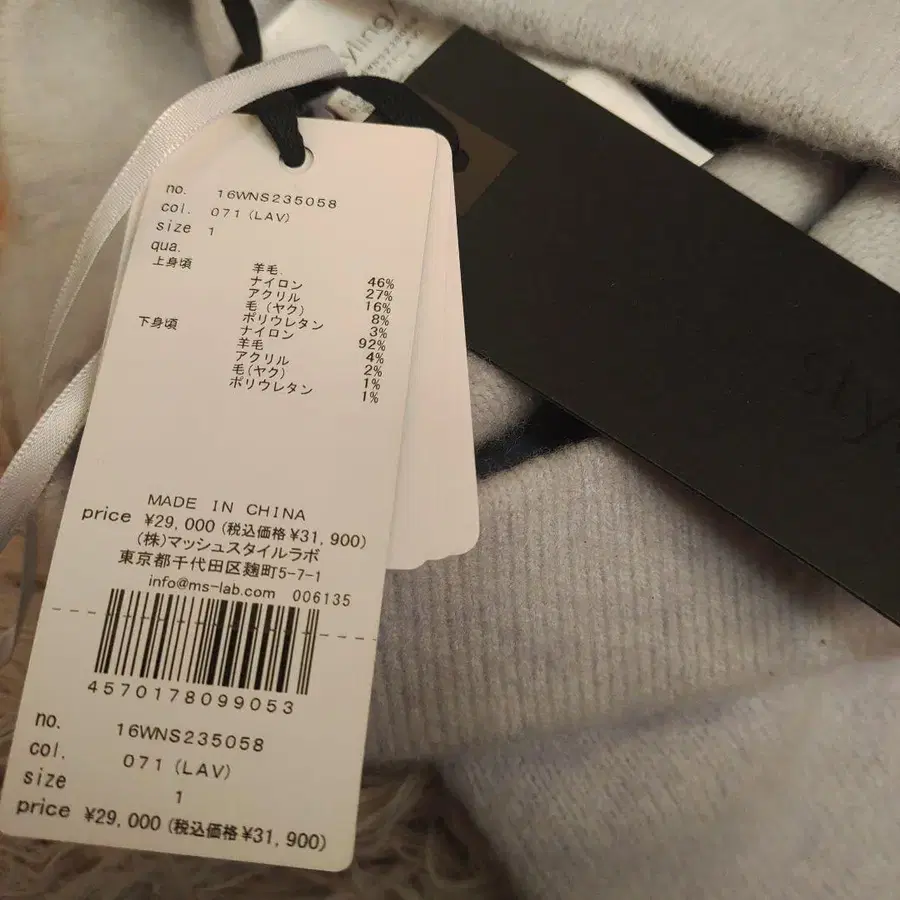 yling/
no. 16WNS235058
col. 071 (LAV)
size 1
qua.
上身頃 羊毛 46%
ナイロン 27%
アクリル 16%
毛(ヤク) 8%
ポリウレタン 3%
下身頃 ナイロン 92%
羊毛 4%
アクリル 2%
毛(ヤク) 1%
ポリウレタン 1%
MADE IN CHINA
price ¥29,000 (税込価格¥31,900)
(株)マッシュスタイルラボ
東京都千代田区麹町5-7-1
info@ms-lab.com 006135
4570178099053
no. 16WNS235058
col. 071 (LAV)
size 1
price ¥29,000 (税込価格¥31,900)